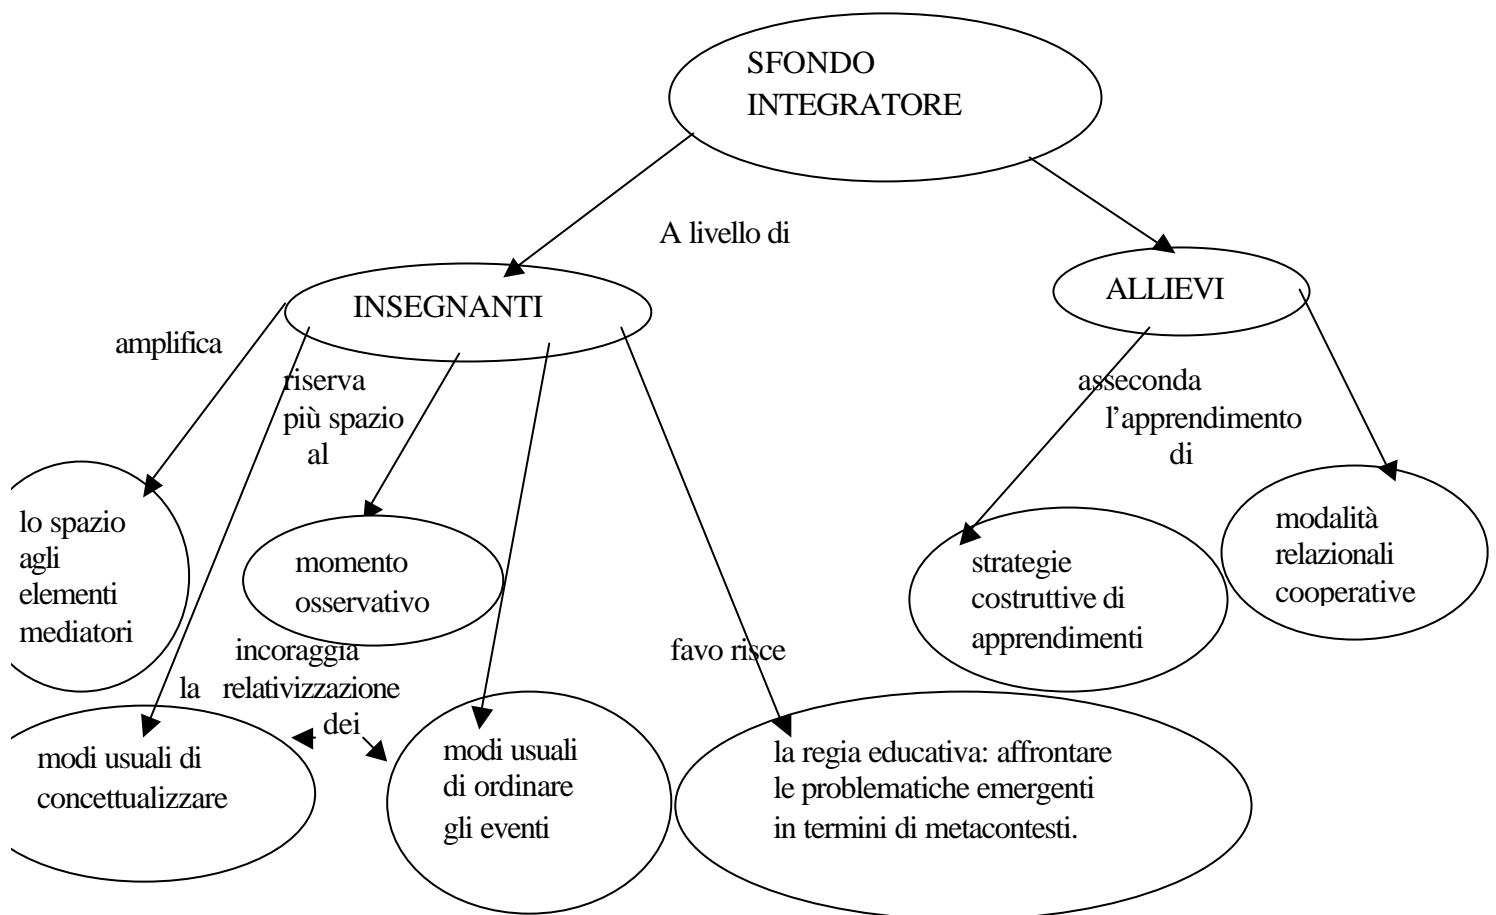 SFONDO
INTEGRATORE
A livello di
INSEGNANTI
ALLIEVI
amplifica
riserva
più spazio
al
asseconda
l’apprendimento
di
lo spazio
agli
elementi
mediatori
momento
osservativo
strategie
costruttive di
apprendimenti
modalità
relazionali
cooperative
incoraggia
la relativizzazione
dei
favo risce
modi usuali di
concettualizzare
modi usuali
di ordinare
gli eventi
la regia educativa: affrontare
le problematiche emergenti
in termini di metacontesti.